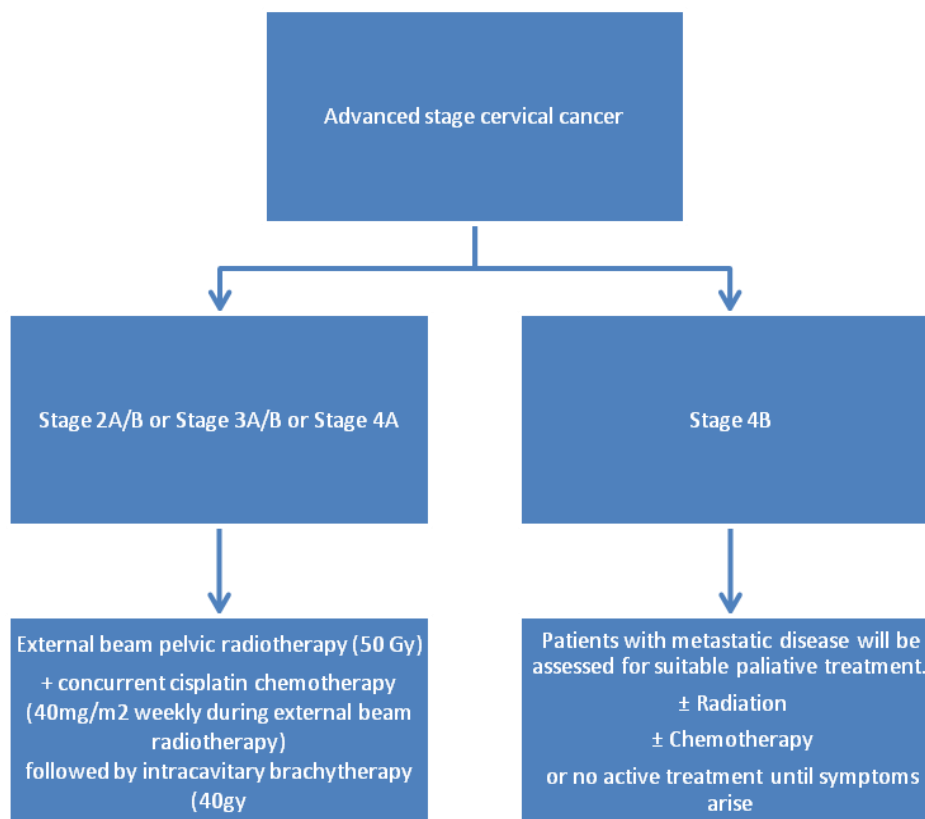 Advanced stage cervical cancer
Stage 2A/B or Stage 3A/B or Stage 4A
Stage 4B
External beam pelvic radiotherapy (50 Gy)
+ concurrent cisplatin chemotherapy
(40mg/m2 weekly during external beam
radiotherapy)
followed by intracavitary brachytherapy
(40gy
Patients with metastatic disease will be
assessed for suitable paliative treatment.
± Radiation
± Chemotherapy
or no active treatment until symptoms
arise